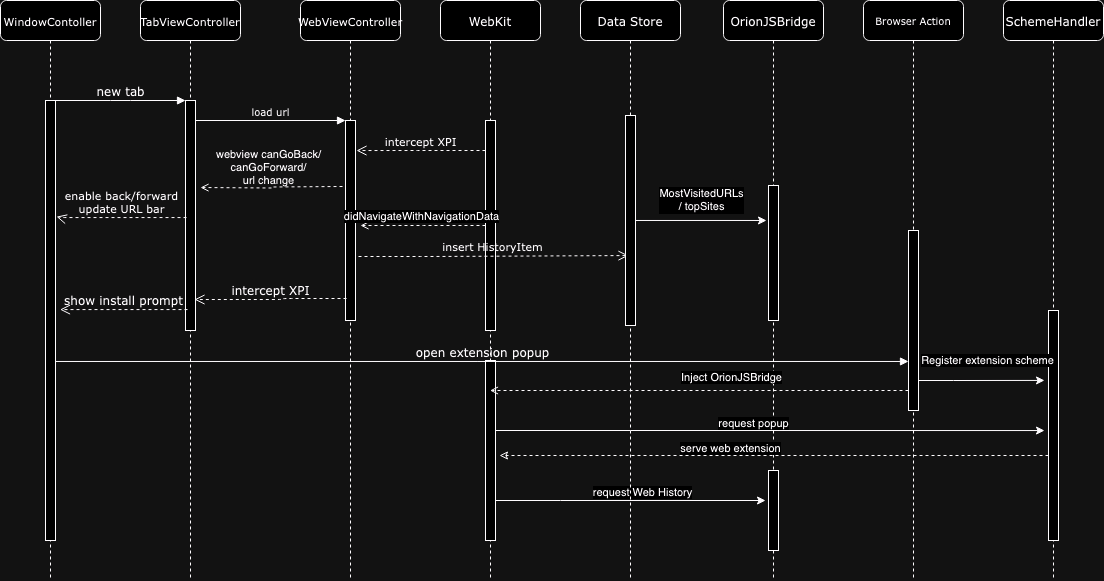 WindowContoller
TabViewController
WebViewController
WebKit
Data Store
OrionJSBridge
Browser Action
SchemeHandler
new tab
load url
intercept XPI
webview canGoBack/
canGoForward/
url change
enable back/forward
update URL bar
MostVisitedURLs
/ topSites
didNavigateWithNavigationData
insert HistoryItem
intercept XPI
show install prompt
open extension popup
Register extension scheme
Inject OrionJSBridge
request popup
serve web extension
request Web History